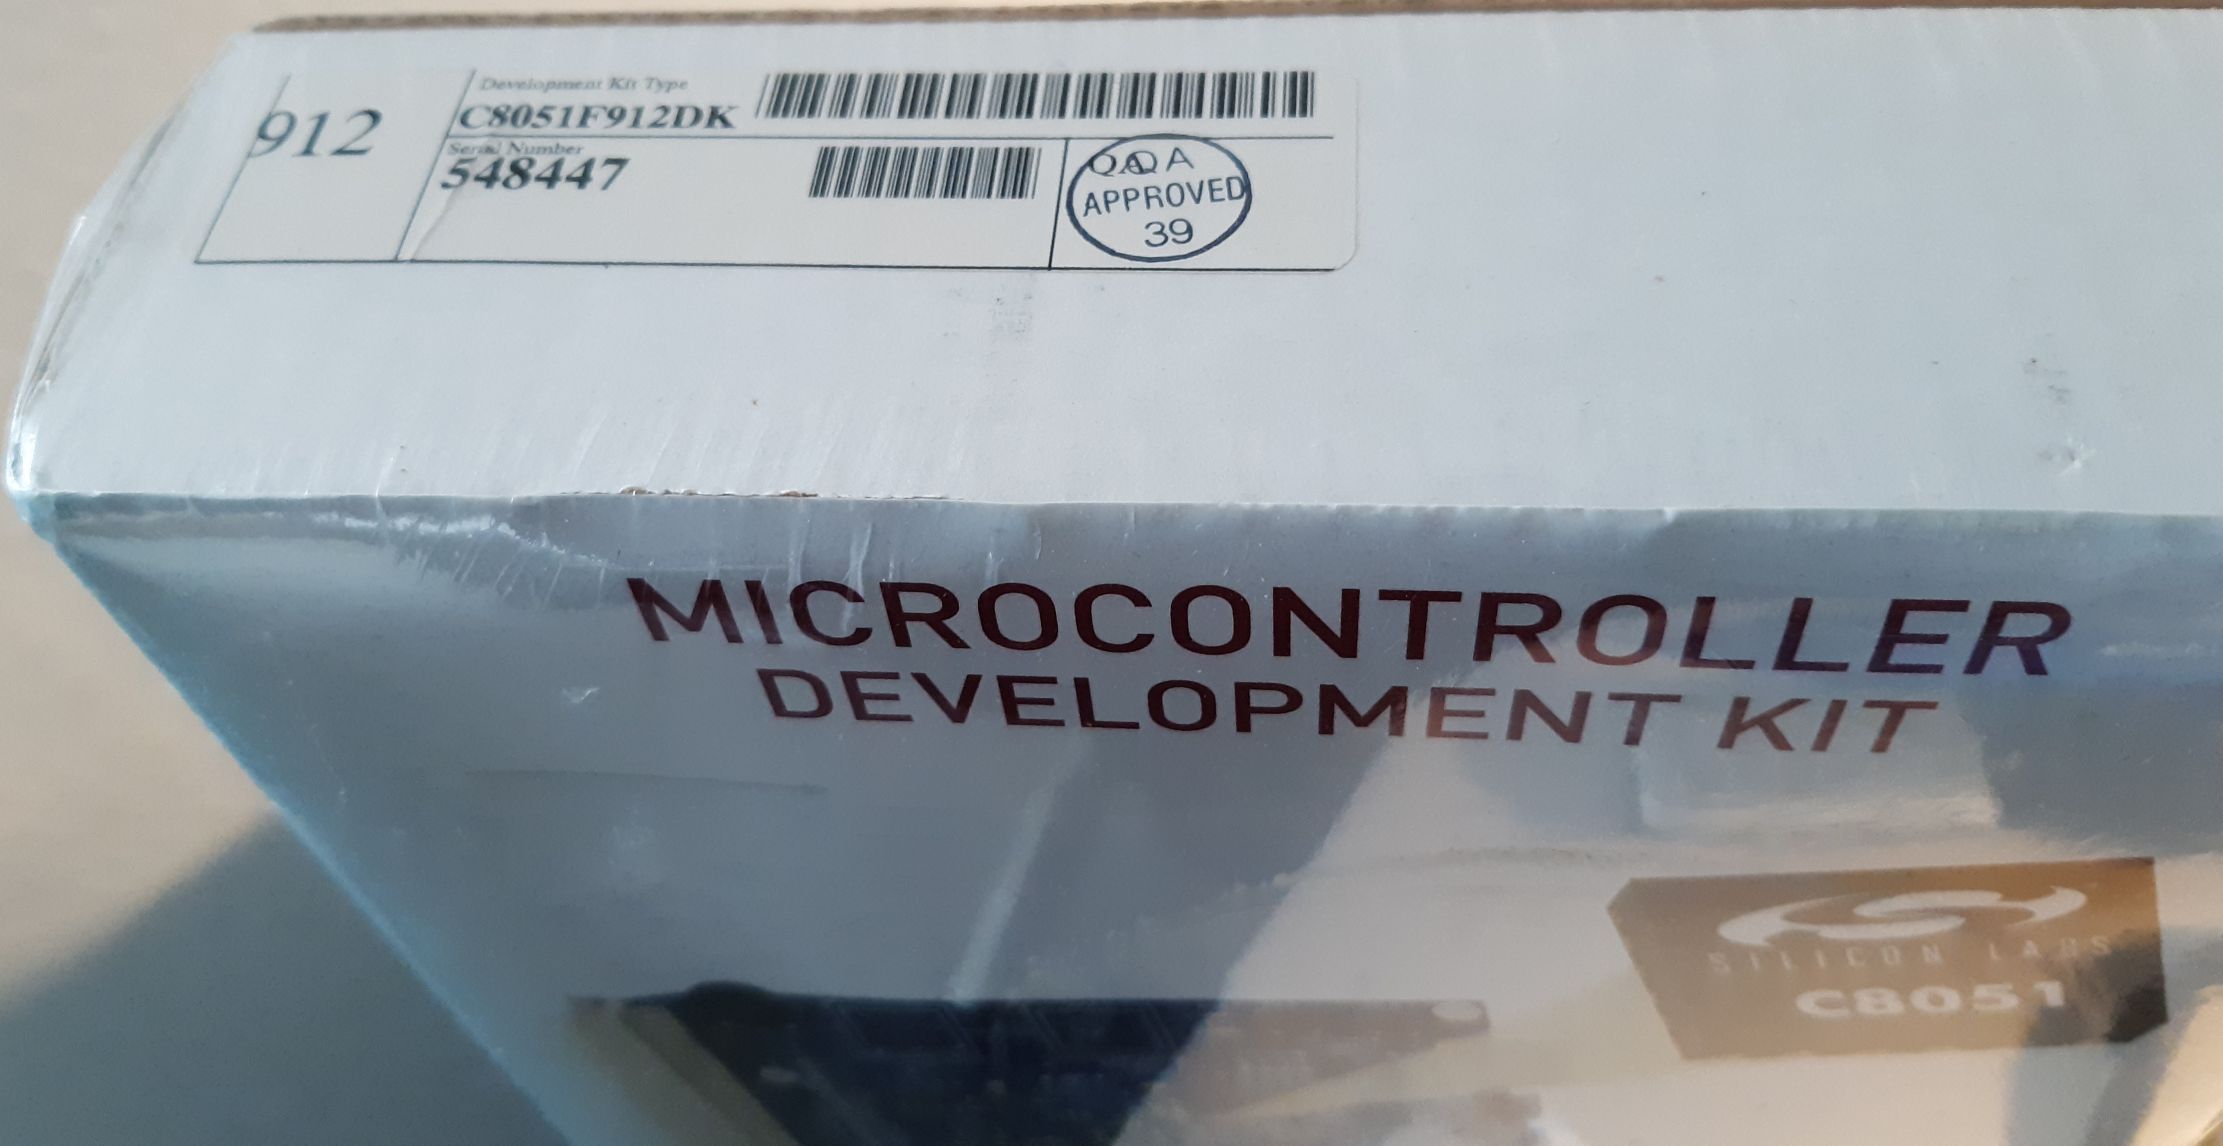 912
Development Kit Type
C8051F912DK
Serial Number
548447
QA
APPROVED
39
MICROCONTROLLER
DEVELOPMENT KIT
SILICON LABS
C8051